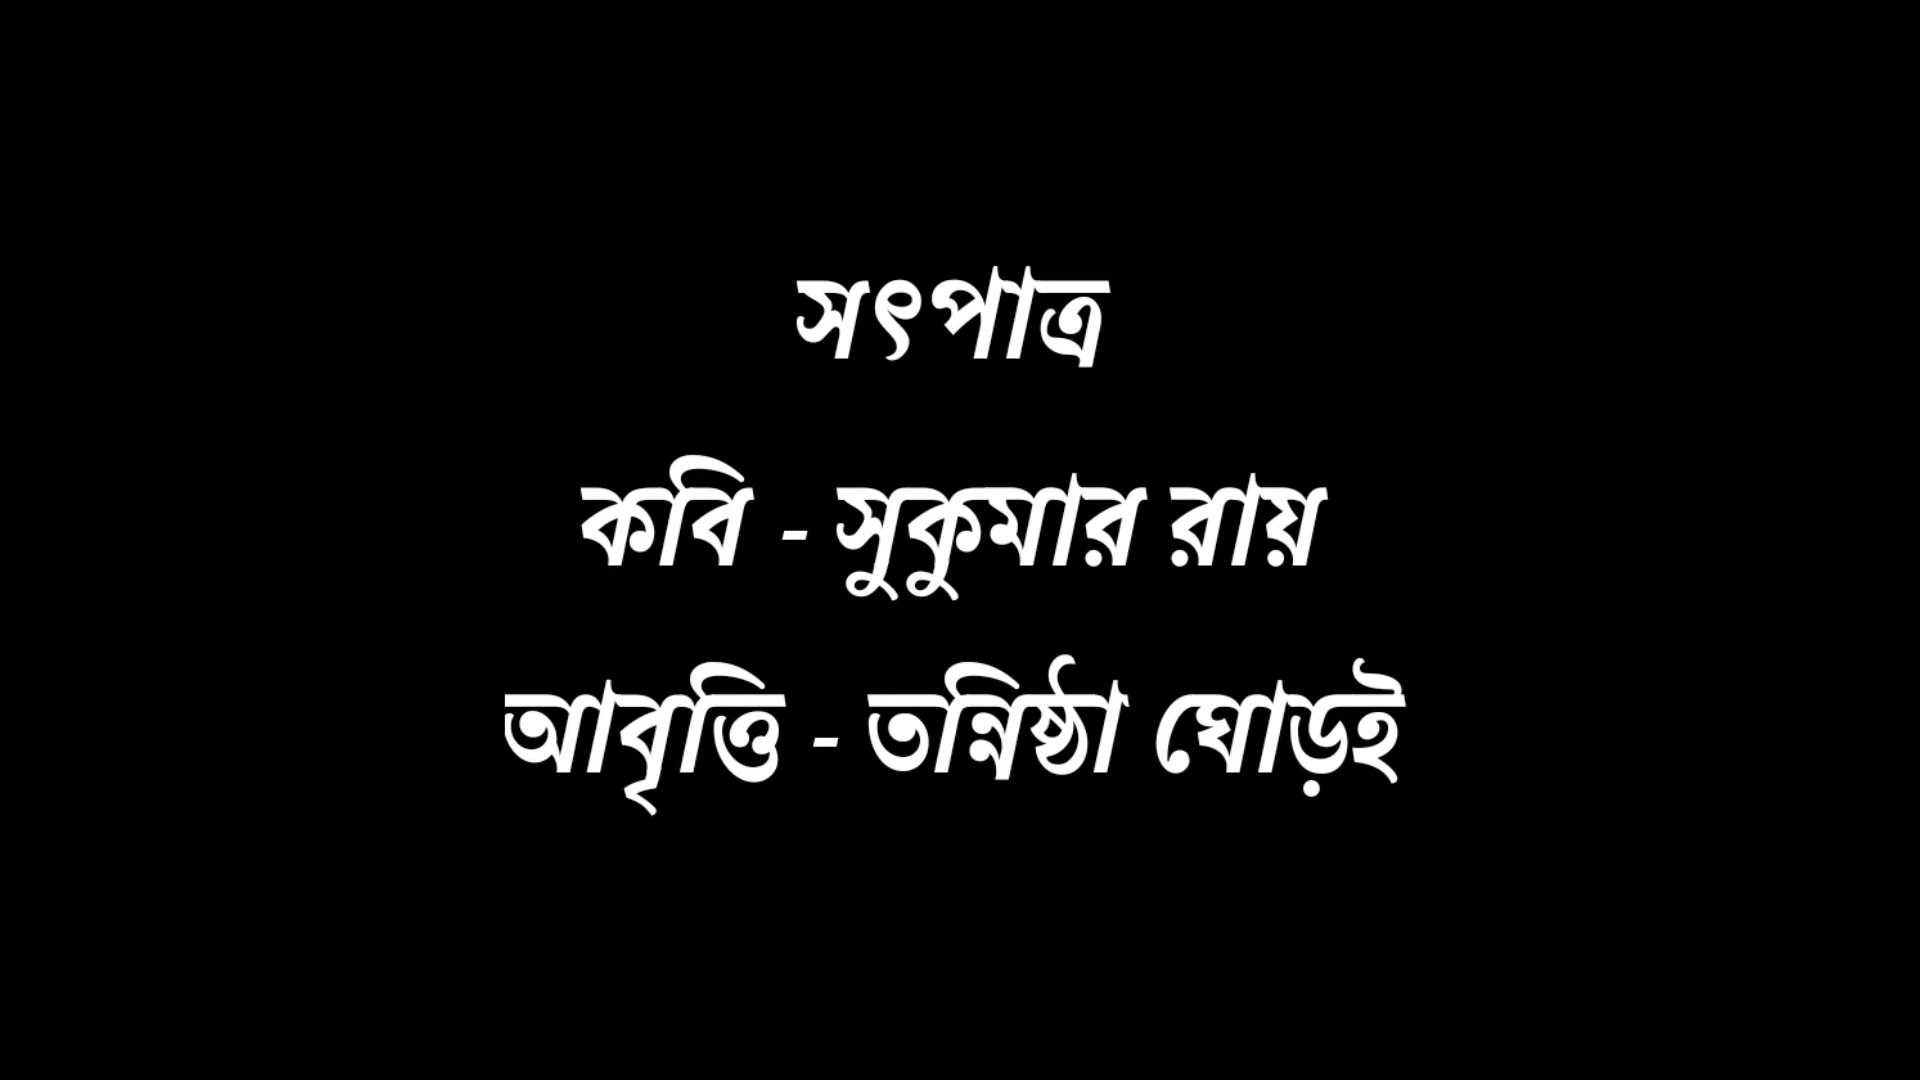 সৎপাত্র
কবি - সুকুমার রায়
আবৃত্তি - তন্নিষ্ঠা ঘোড়ই